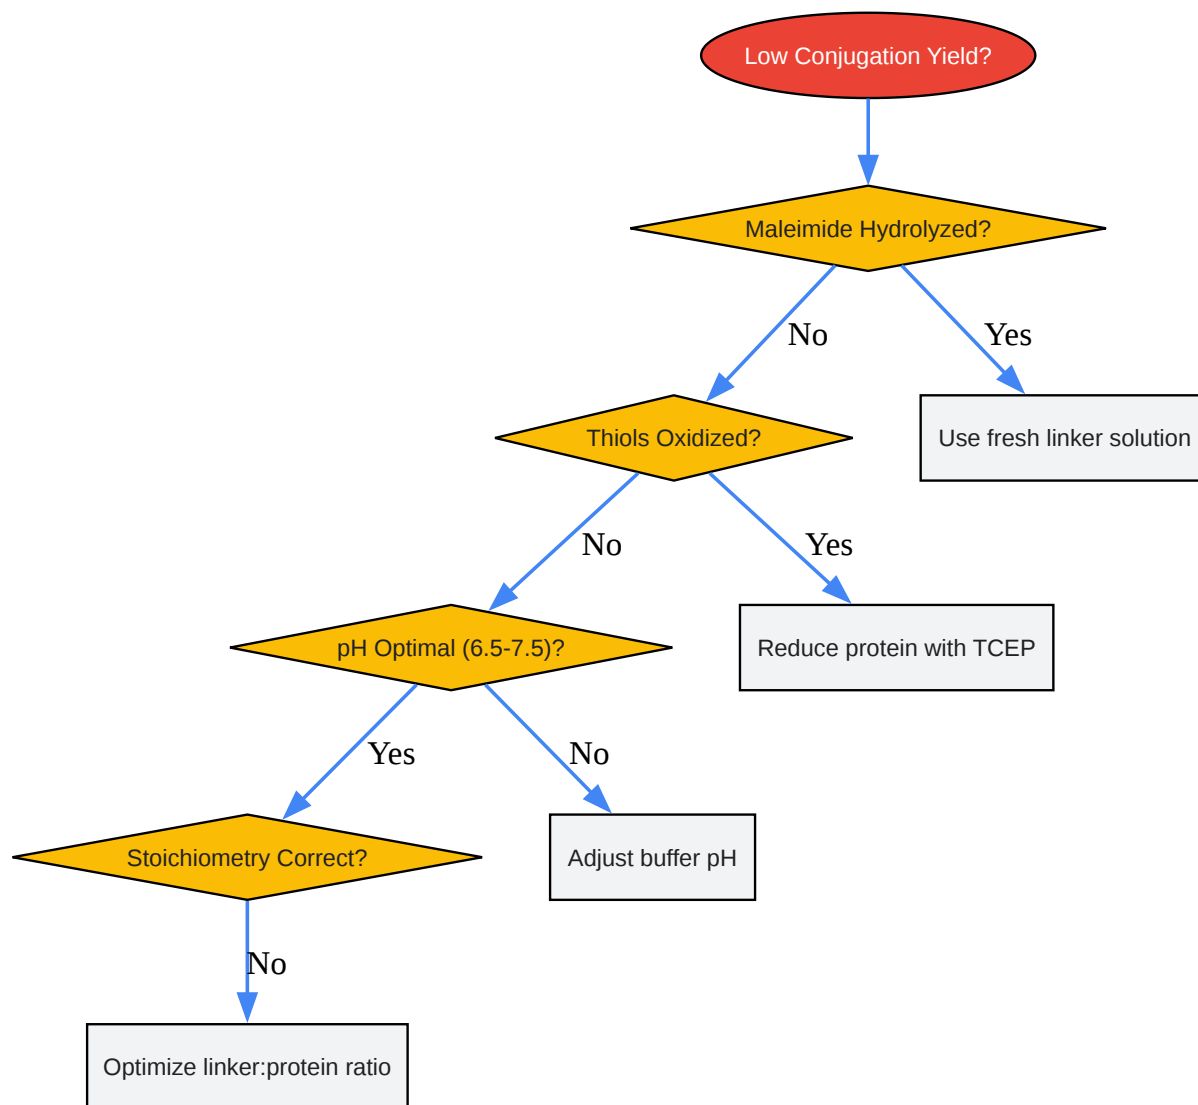 Low Conjugation Yield?
Maleimide Hydrolyzed?
No
Yes
Thiols Oxidized?
Use fresh linker solution
No
Yes
pH Optimal (6.5-7.5)?
Reduce protein with TCEP
Yes
No
Stoichiometry Correct?
Adjust buffer pH
No
Optimize linker:protein ratio